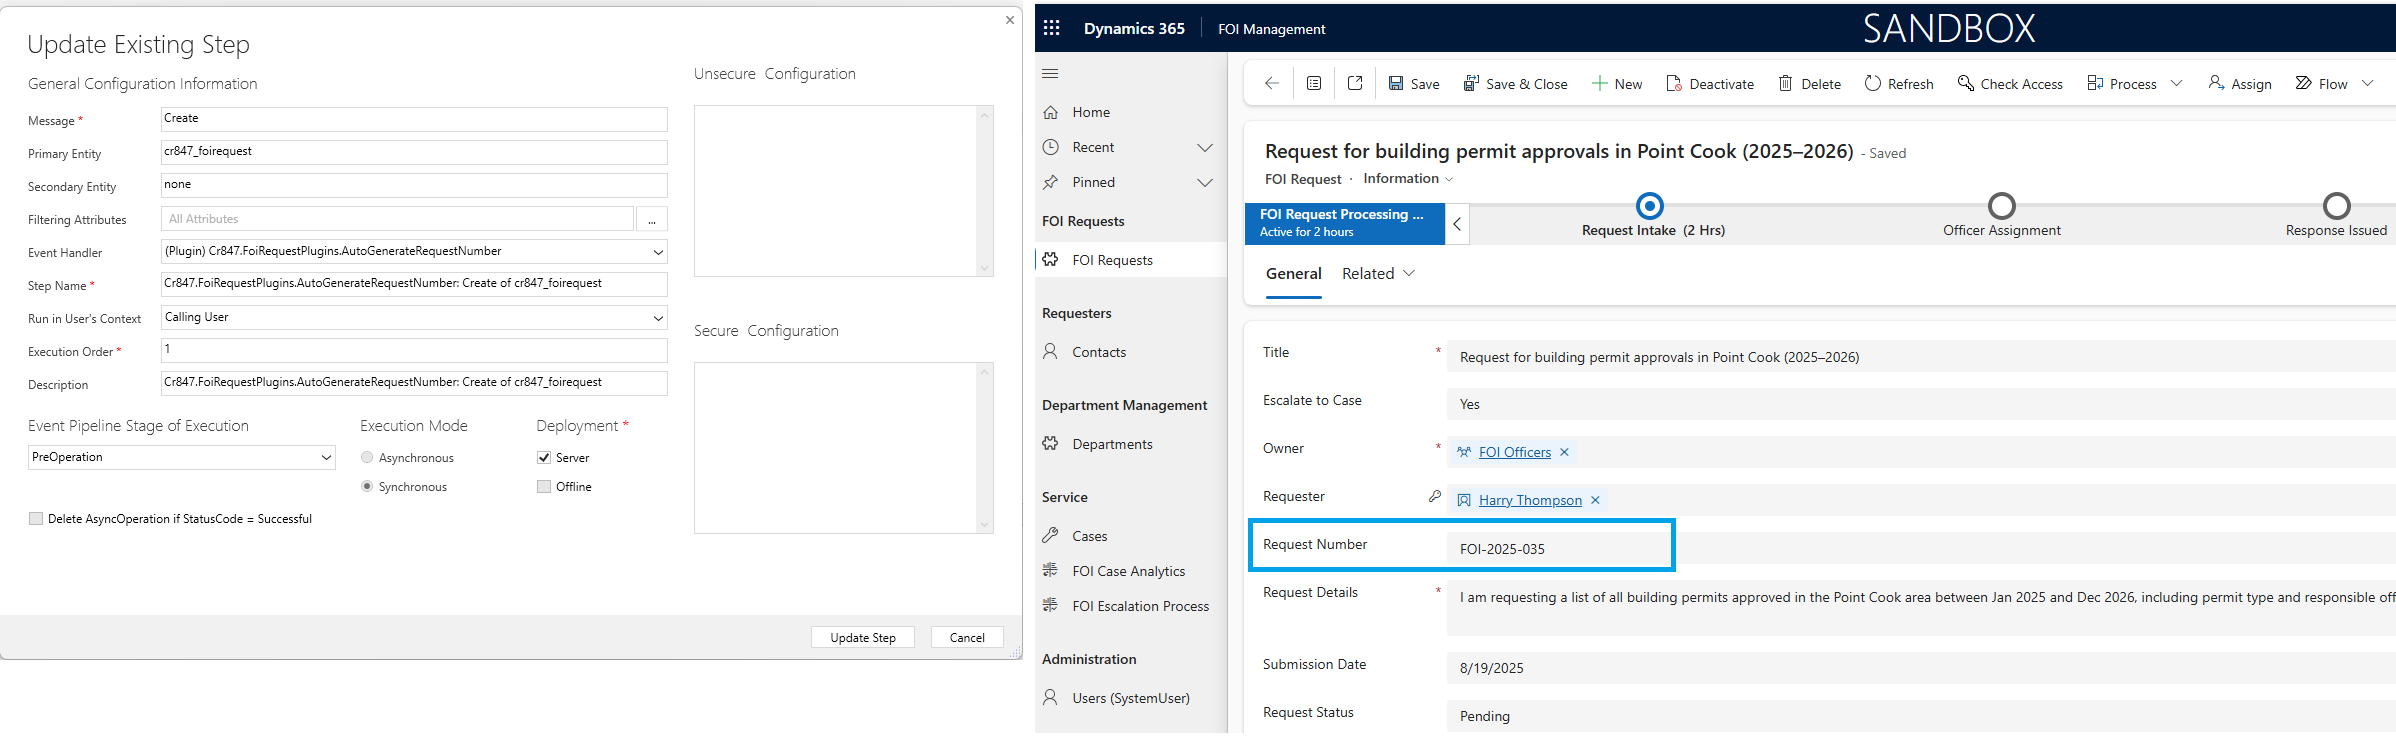 Update Existing Step
General Configuration Information
Message *
Create
Primary Entity
cr847_foirequest
Secondary Entity
none
Filtering Attributes
All Attributes
...
Event Handler
(Plugin) Cr847.FoiRequestPlugins.AutoGenerateRequestNumber
Step Name *
Cr847.FoiRequestPlugins.AutoGenerateRequestNumber: Create of cr847_foirequest
Run in User's Context
Calling User
Execution Order *
1
Description
Cr847.FoiRequestPlugins.AutoGenerateRequestNumber: Create of cr847_foirequest
Event Pipeline Stage of Execution
PreOperation
Execution Mode
Asynchronous
Synchronous
Deployment *
Server
Offline
Delete AsyncOperation if StatusCode = Successful
Unsecure Configuration
Secure Configuration
Update Step
Cancel
Dynamics 365
FOI Management
SANDBOX
Home
Recent
Pinned
FOI Requests
FOI Requests
Requesters
Contacts
Department Management
Departments
Service
Cases
FOI Case Analytics
FOI Escalation Process
Administration
Users (SystemUser)
Save
Save & Close
New
Deactivate
Delete
Refresh
Check Access
Process
Assign
Flow
Request for building permit approvals in Point Cook (2025–2026) - Saved
FOI Request · Information
FOI Request Processing ...
Active for 2 hours
Request Intake (2 Hrs)
Officer Assignment
Response Issued
General
Related
Title *
Request for building permit approvals in Point Cook (2025–2026)
Escalate to Case
Yes
Owner *
FOI Officers
Requester
Harry Thompson
Request Number
FOI-2025-035
Request Details *
I am requesting a list of all building permits approved in the Point Cook area between Jan 2025 and Dec 2026, including permit type and responsible off
Submission Date
8/19/2025
Request Status
Pending